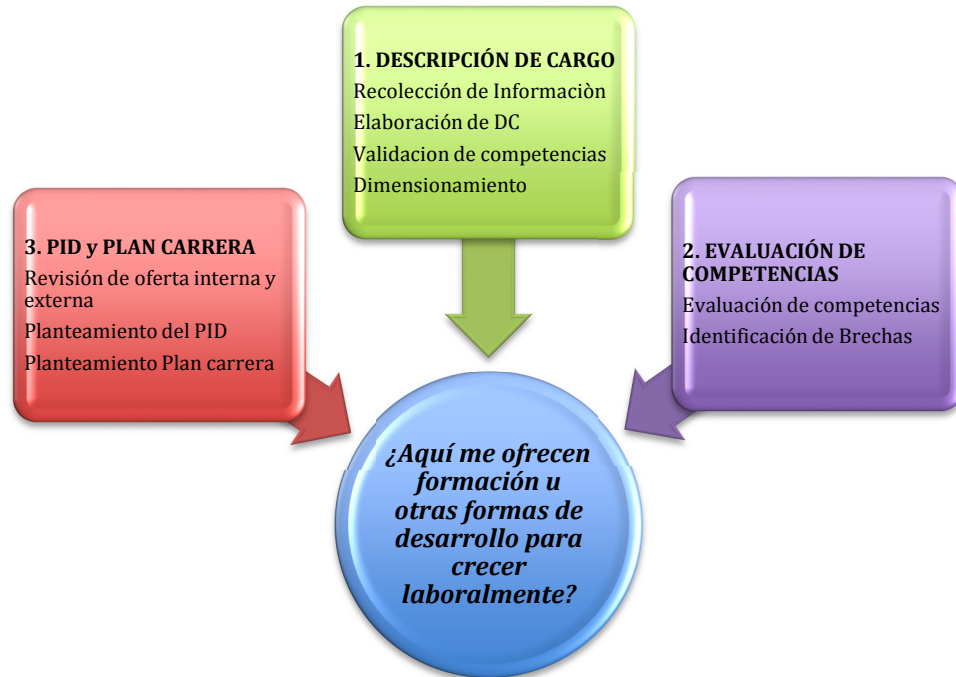 1. DESCRIPCIÓN DE CARGO
Recolección de Informaciòn
Elaboración de DC
Validacion de competencias
Dimensionamiento
2. EVALUACIÓN DE
COMPETENCIAS
Evaluación de competencias
Identificación de Brechas
3. PID y PLAN CARRERA
Revisión de oferta interna y
externa
Planteamiento del PID
Planteamiento Plan carrera
¿Aquí me ofrecen
formación u
otras formas de
desarrollo para
crecer
laboralmente?